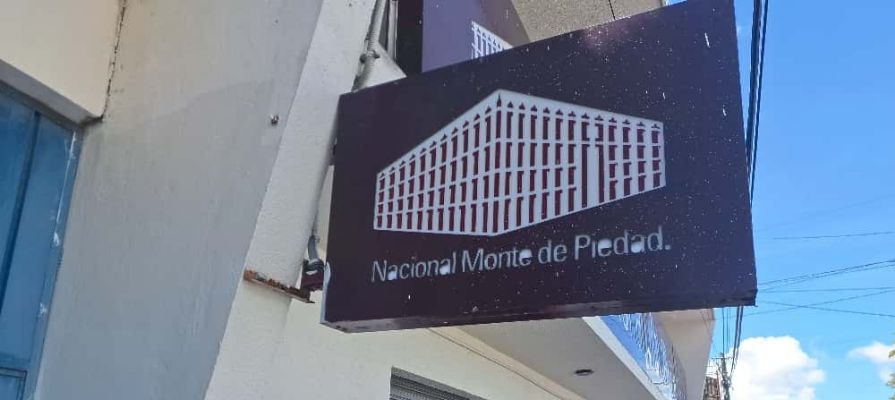 Nacional Monte de Piedad.